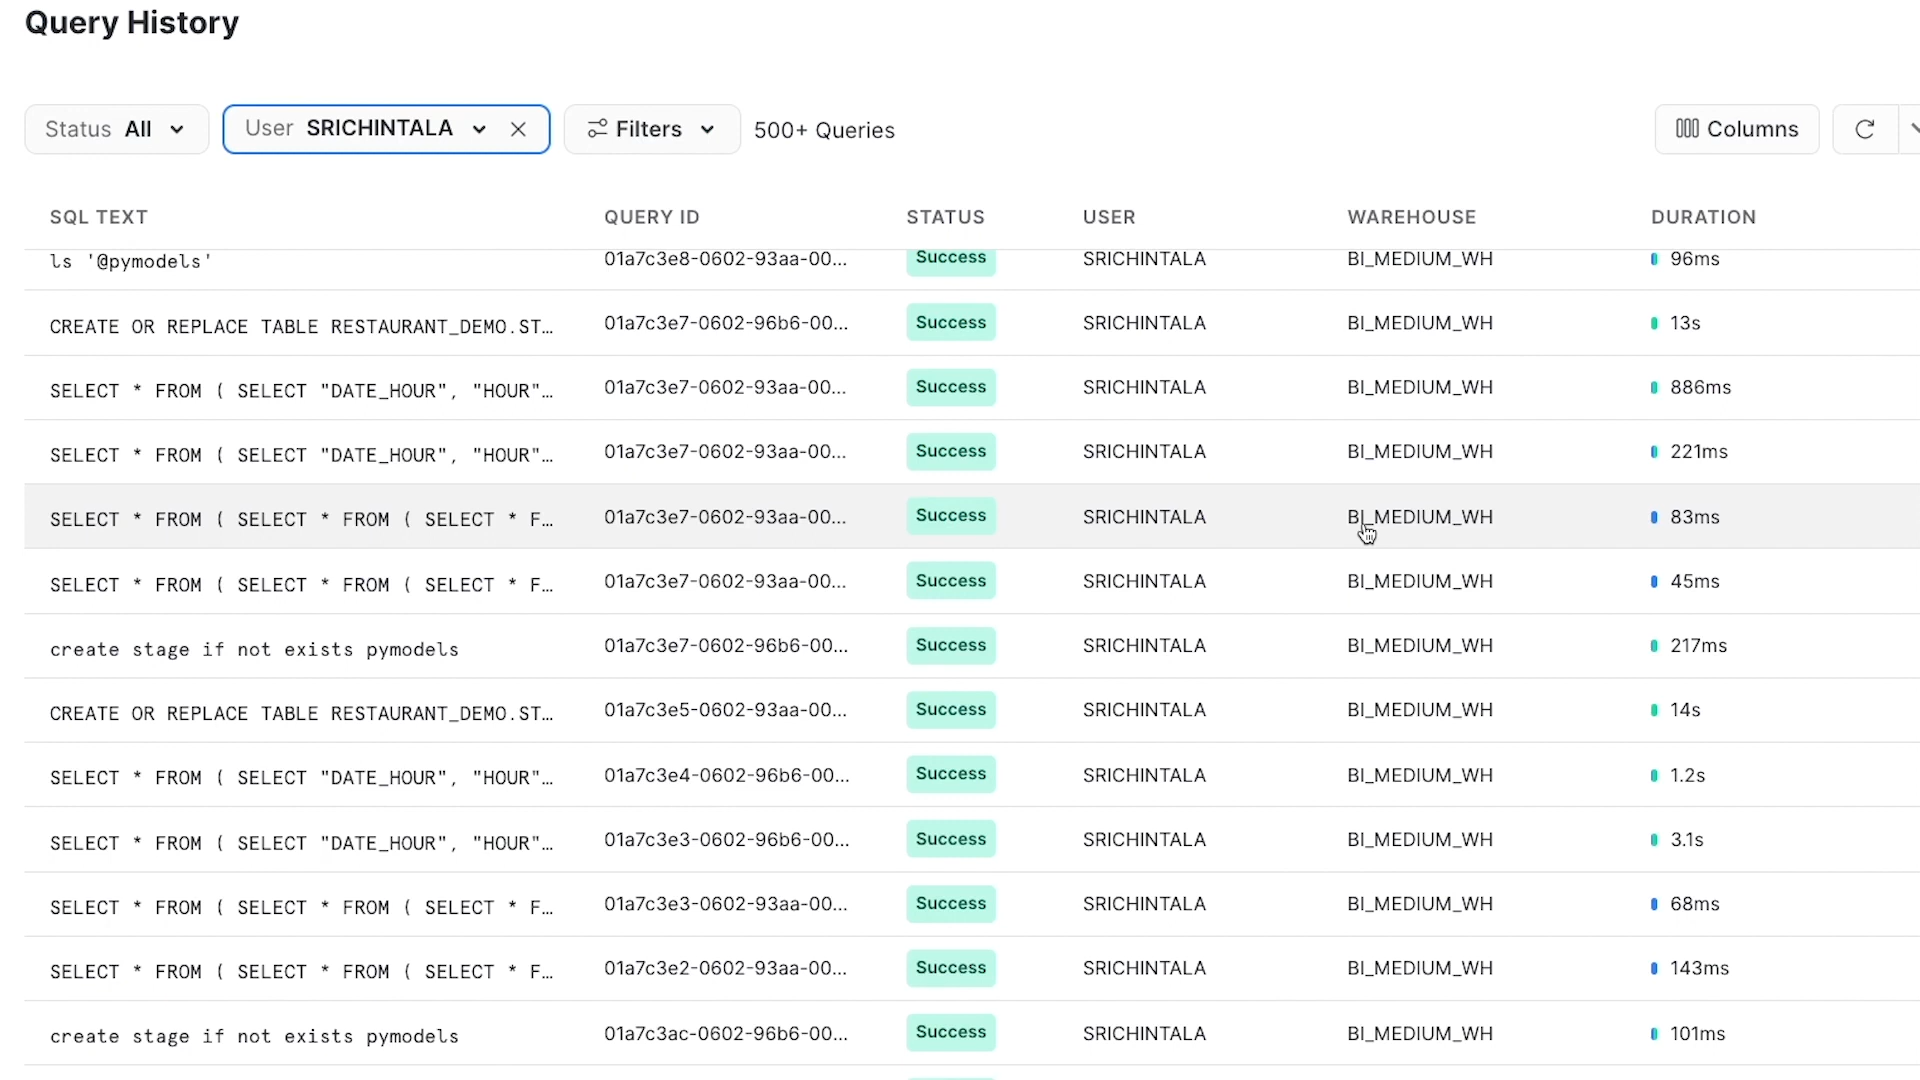 Query History
Status All User SRICHINTALA Filters 500+ Queries Columns
SQL TEXT QUERY ID STATUS USER WAREHOUSE DURATION
ls '@pymodels' 01a7c3e8-0602-93aa-00... Success SRICHINTALA BI_MEDIUM_WH 96ms
CREATE OR REPLACE TABLE RESTAURANT_DEMO.ST... 01a7c3e7-0602-96b6-00... Success SRICHINTALA BI_MEDIUM_WH 13s
SELECT * FROM ( SELECT "DATE_HOUR", "HOUR"... 01a7c3e7-0602-93aa-00... Success SRICHINTALA BI_MEDIUM_WH 886ms
SELECT * FROM ( SELECT "DATE_HOUR", "HOUR"... 01a7c3e7-0602-93aa-00... Success SRICHINTALA BI_MEDIUM_WH 221ms
SELECT * FROM ( SELECT * FROM ( SELECT * F... 01a7c3e7-0602-93aa-00... Success SRICHINTALA BI_MEDIUM_WH 83ms
SELECT * FROM ( SELECT * FROM ( SELECT * F... 01a7c3e7-0602-93aa-00... Success SRICHINTALA BI_MEDIUM_WH 45ms
create stage if not exists pymodels 01a7c3e7-0602-96b6-00... Success SRICHINTALA BI_MEDIUM_WH 217ms
CREATE OR REPLACE TABLE RESTAURANT_DEMO.ST... 01a7c3e5-0602-93aa-00... Success SRICHINTALA BI_MEDIUM_WH 14s
SELECT * FROM ( SELECT "DATE_HOUR", "HOUR"... 01a7c3e4-0602-96b6-00... Success SRICHINTALA BI_MEDIUM_WH 1.2s
SELECT * FROM ( SELECT "DATE_HOUR", "HOUR"... 01a7c3e3-0602-96b6-00... Success SRICHINTALA BI_MEDIUM_WH 3.1s
SELECT * FROM ( SELECT * FROM ( SELECT * F... 01a7c3e3-0602-93aa-00... Success SRICHINTALA BI_MEDIUM_WH 68ms
SELECT * FROM ( SELECT * FROM ( SELECT * F... 01a7c3e2-0602-93aa-00... Success SRICHINTALA BI_MEDIUM_WH 143ms
create stage if not exists pymodels 01a7c3ac-0602-96b6-00... Success SRICHINTALA BI_MEDIUM_WH 101ms